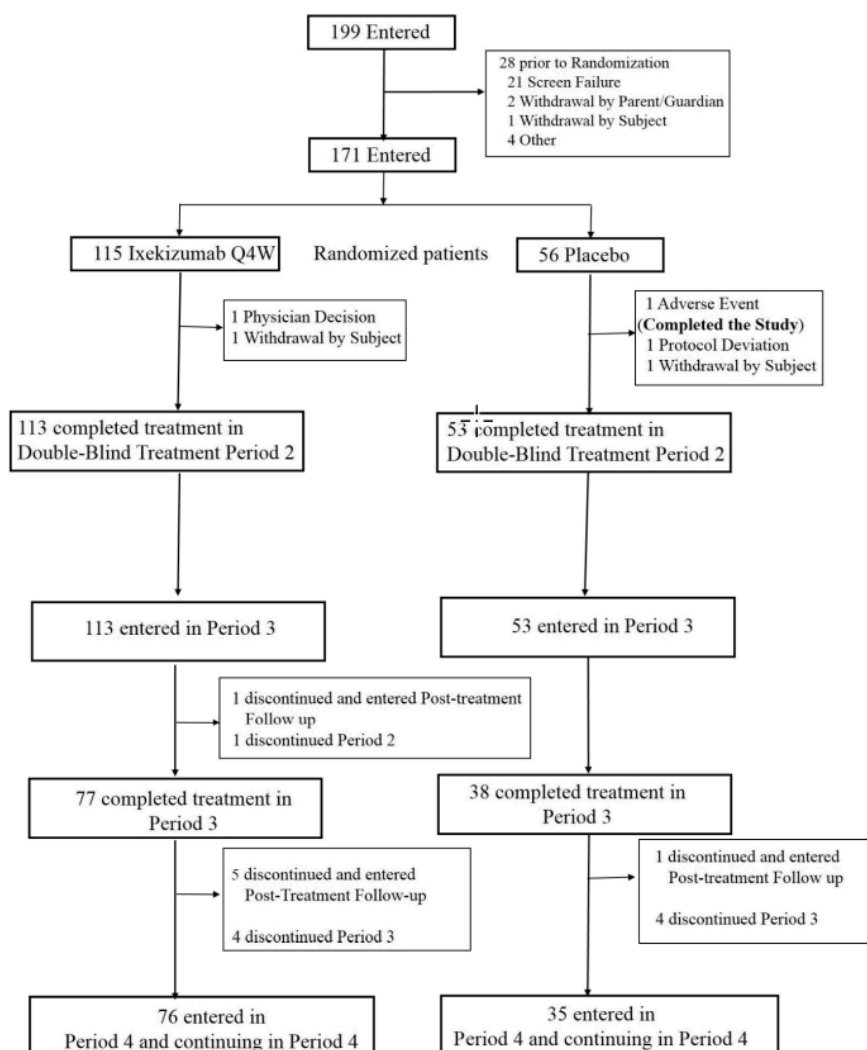 199 Entered
28 prior to Randomization
21 Screen Failure
2 Withdrawal by Parent/Guardian
1 Withdrawal by Subject
4 Other
171 Entered
115 Ixekizumab Q4W
Randomized patients
56 Placebo
1 Physician Decision
1 Withdrawal by Subject
1 Adverse Event
(Completed the Study)
1 Protocol Deviation
1 Withdrawal by Subject
113 completed treatment in
Double-Blind Treatment Period 2
53 completed treatment in
Double-Blind Treatment Period 2
113 entered in Period 3
53 entered in Period 3
1 discontinued and entered Post-treatment
Follow up
1 discontinued Period 2
77 completed treatment in
Period 3
38 completed treatment in
Period 3
5 discontinued and entered
Post-Treatment Follow-up
4 discontinued Period 3
1 discontinued and entered
Post-treatment Follow up
4 discontinued Period 3
76 entered in
Period 4 and continuing in Period 4
35 entered in
Period 4 and continuing in Period 4